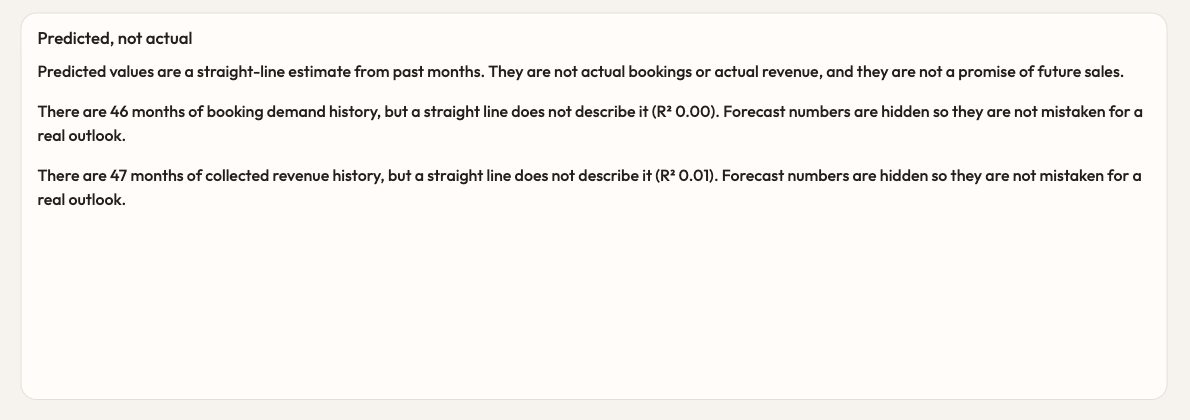 Predicted, not actual
Predicted values are a straight-line estimate from past months. They are not actual bookings or actual revenue, and they are not a promise of future sales.
There are 46 months of booking demand history, but a straight line does not describe it (R² 0.00). Forecast numbers are hidden so they are not mistaken for a
real outlook.
There are 47 months of collected revenue history, but a straight line does not describe it (R² 0.01). Forecast numbers are hidden so they are not mistaken for a
real outlook.